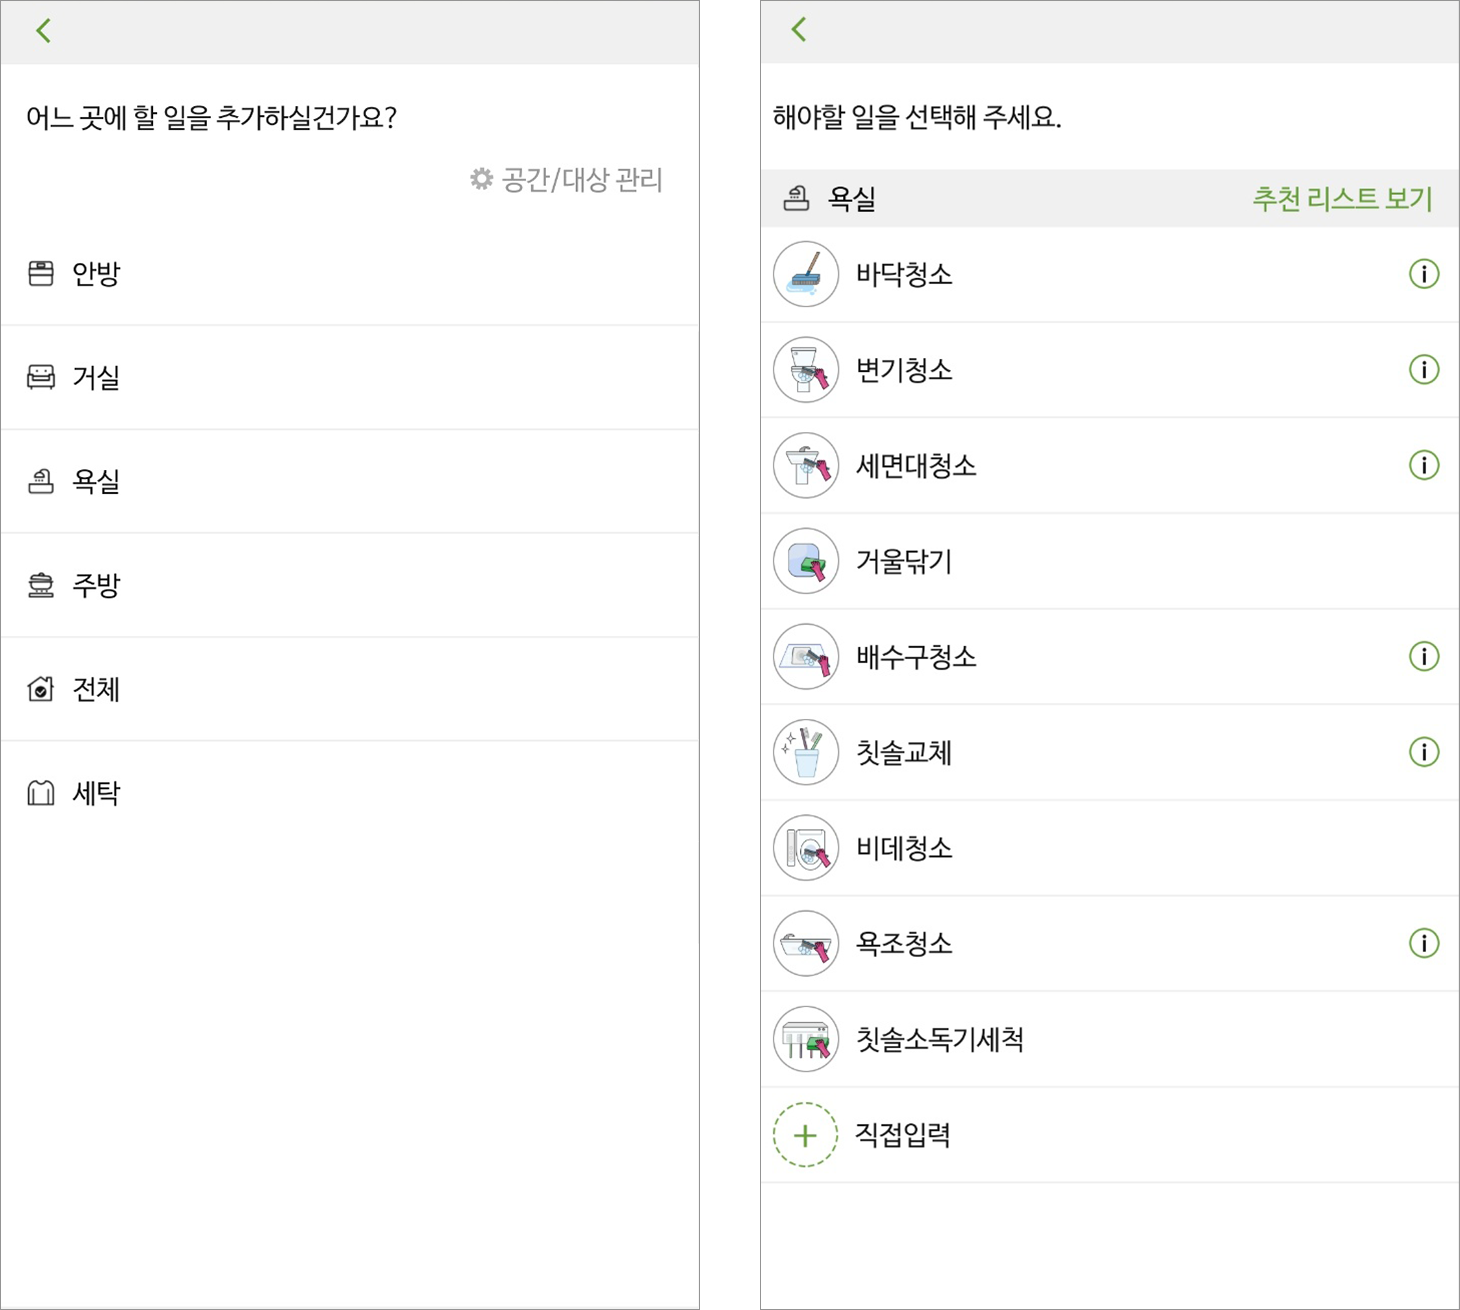 어느 곳에 할 일을 추가하실건가요?
공간/대상 관리
안방
거실
욕실
주방
전체
세탁
해야할 일을 선택해 주세요.
욕실 추천 리스트 보기
바닥청소
변기청소
세면대청소
거울닦기
배수구청소
칫솔교체
비데청소
욕조청소
칫솔소독기세척
직접입력